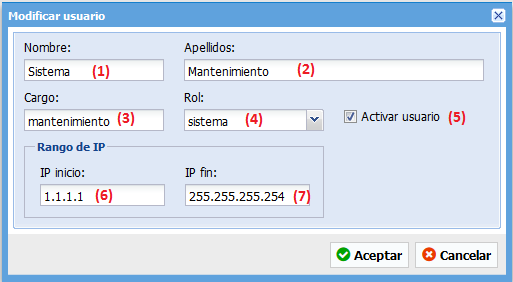 Modificar usuario
Nombre: Apellidos:
Sistema (1) Mantenimiento (2)
Cargo: Rol:
mantenimiento (3) sistema (4) Activar usuario (5)
Rango de IP
IP inicio: IP fin:
1.1.1.1 (6) 255.255.255.254 (7)
Aceptar Cancelar